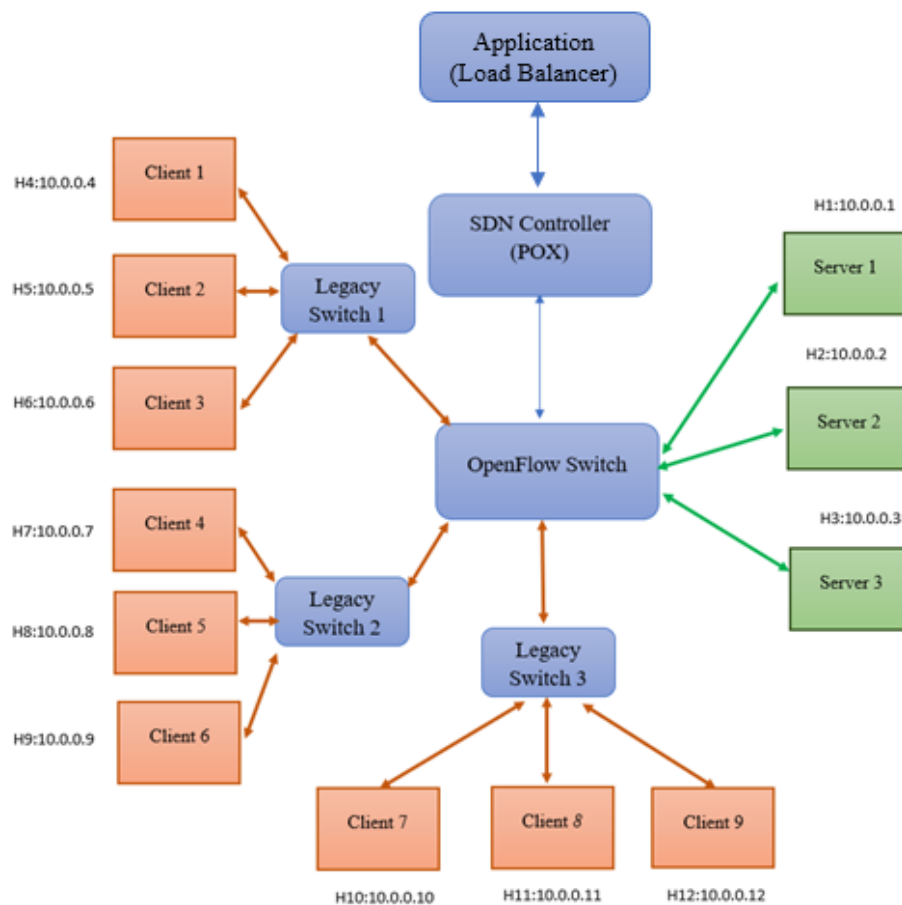 Application
(Load Balancer)
Client 1
H4:10.0.0.4
SDN Controller
(POX)
H1:10.0.0.1
Server 1
Client 2
H5:10.0.0.5
Legacy
Switch 1
H2:10.0.0.2
Client 3
H6:10.0.0.6
Server 2
OpenFlow Switch
H3:10.0.0.3
Client 4
H7:10.0.0.7
Server 3
Legacy
Switch 2
Client 5
H8:10.0.0.8
Legacy
Switch 3
Client 6
H9:10.0.0.9
Client 7
Client 8
Client 9
H10:10.0.0.10
H11:10.0.0.11
H12:10.0.0.12